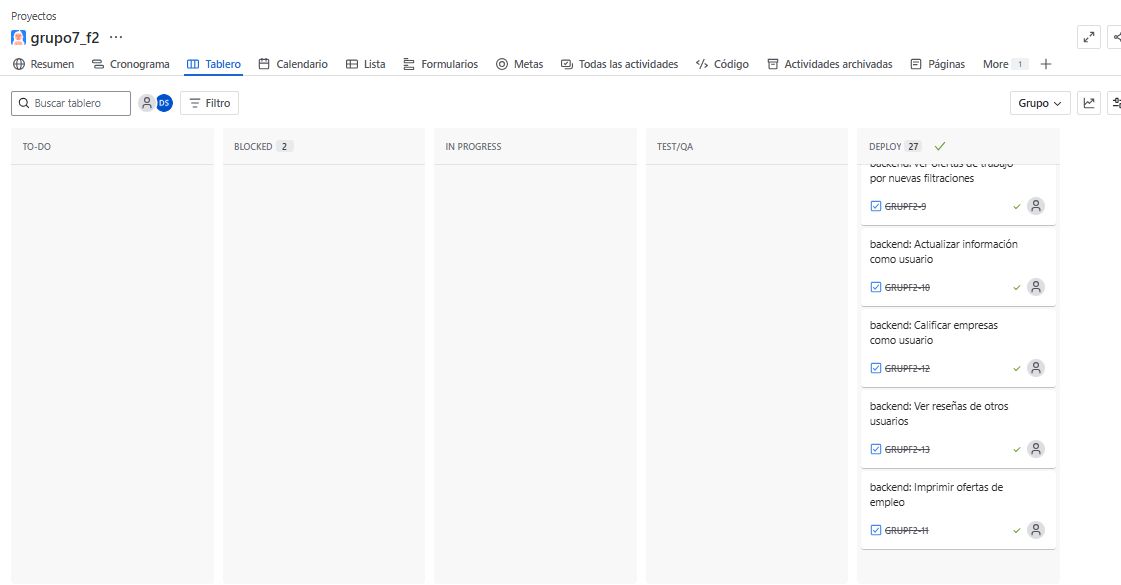 Proyectos
grupo7_f2 ...
Resumen Cronograma Tablero Calendario Lista Formularios Metas Todas las actividades Código Actividades archivadas Páginas More 1
Buscar tablero DS Filtro Grupo
TO-DO BLOCKED 2 IN PROGRESS TEST/QA DEPLOY 27
backend: Ver ofertas de trabajo
por nuevas filtraciones
GRUPF2-9
backend: Actualizar información
como usuario
GRUPF2-10
backend: Calificar empresas
como usuario
GRUPF2-12
backend: Ver reseñas de otros
usuarios
GRUPF2-13
backend: Imprimir ofertas de
empleo
GRUPF2-11